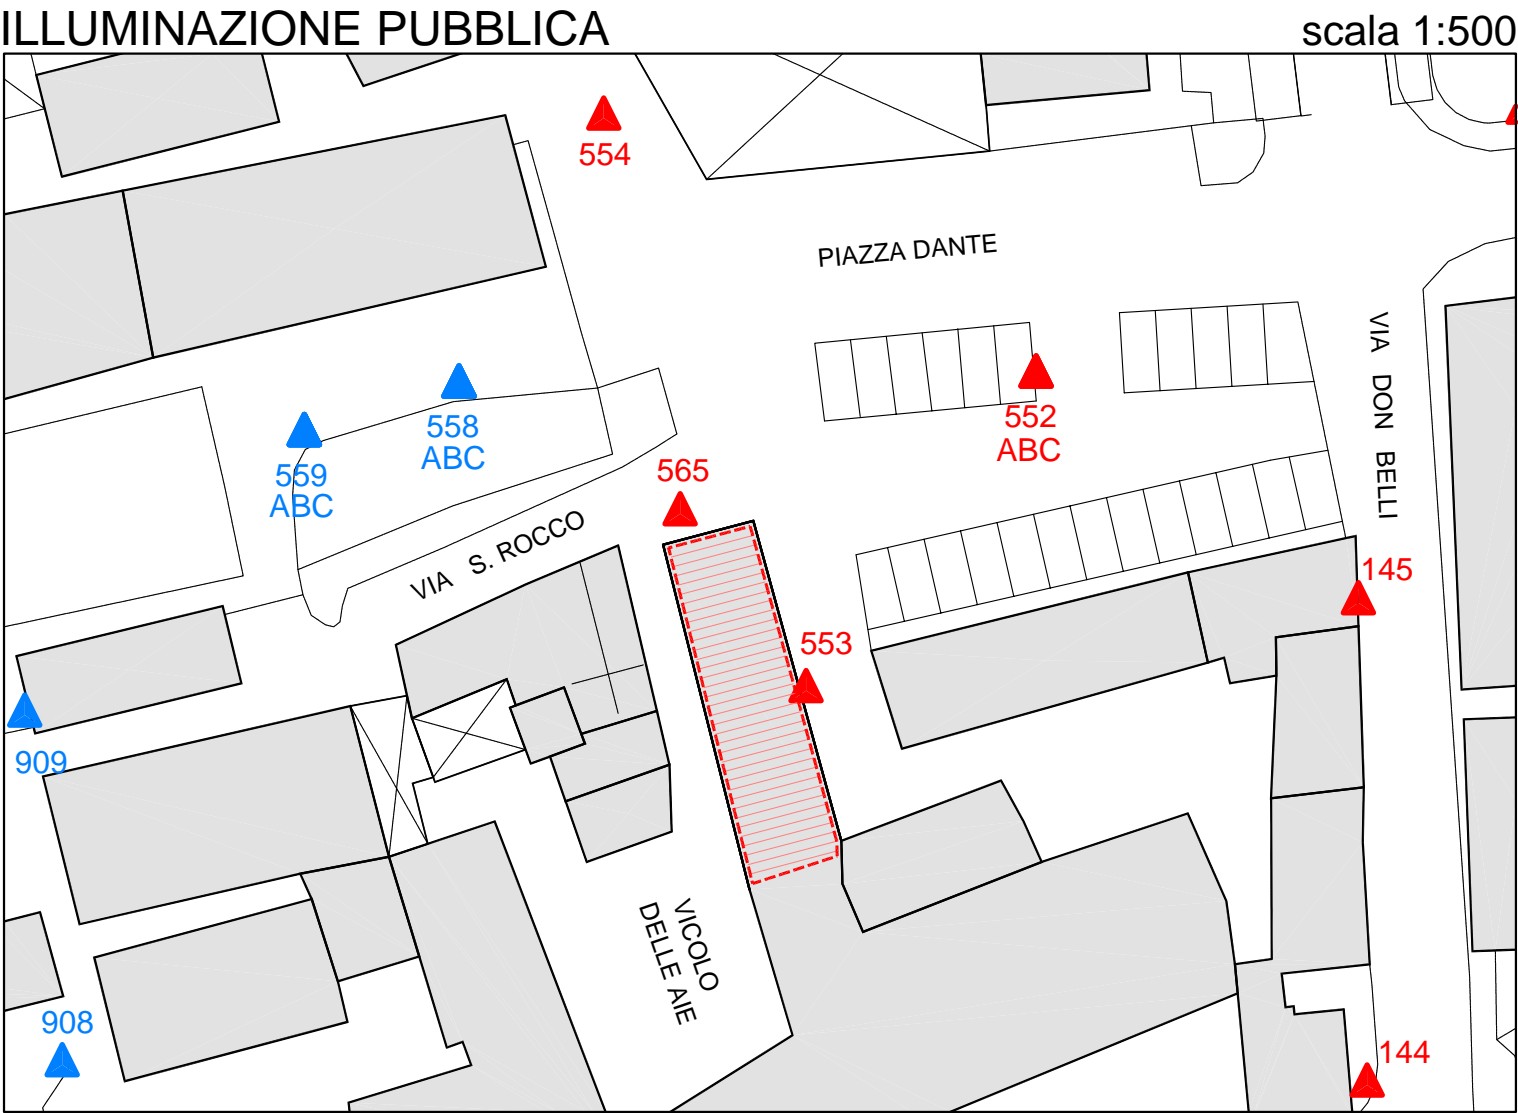 ILLUMINAZIONE PUBBLICA
scala 1:500
554
PIAZZA DANTE
VIA DON BELLI
552
ABC
558
ABC
559
ABC
565
VIA S. ROCCO
145
553
909
VICOLO
DELLE AIE
908
144